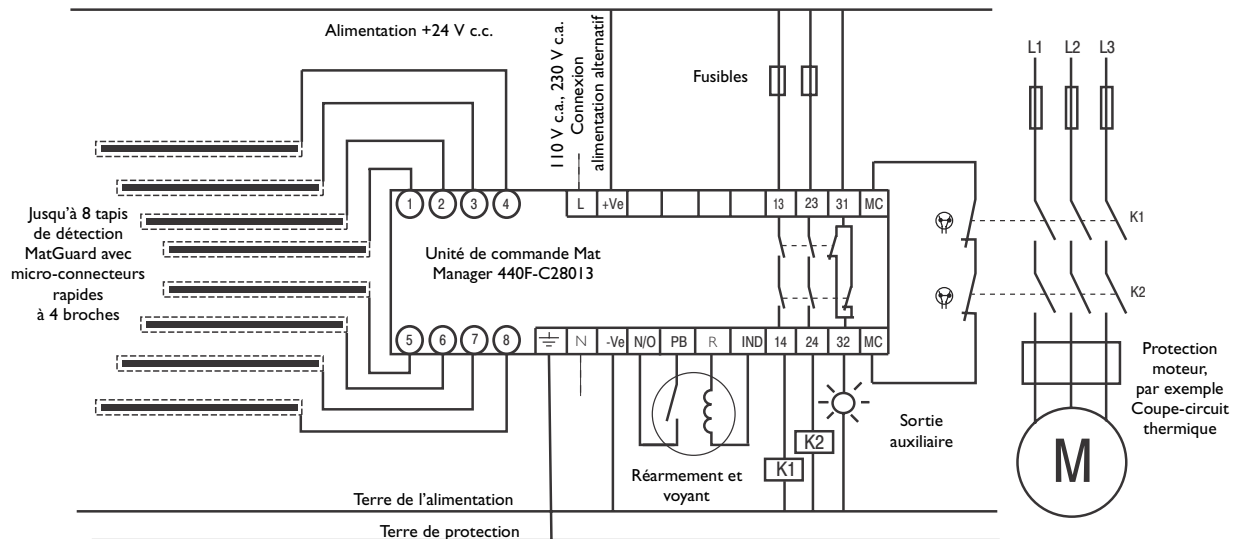 Alimentation +24 V c.c.
110 V c.a., 230 V c.a.
Connexion
alimentation alternatif
Fusibles
L1 L2 L3
1 2 3 4 L +Ve 13 23 31 MC
Jusqu'à 8 tapis
de détection
MatGuard avec
micro-connecteurs
rapides
à 4 broches
Unité de commande Mat
Manager 440F-C28013
K1
K2
5 6 7 8 N -Ve N/O PB R IND 14 24 32 MC
Protection
moteur,
par exemple
Coupe-circuit
thermique
Sortie
auxiliaire
K2
K1
M
Réarmement et
voyant
Terre de l'alimentation
Terre de protection